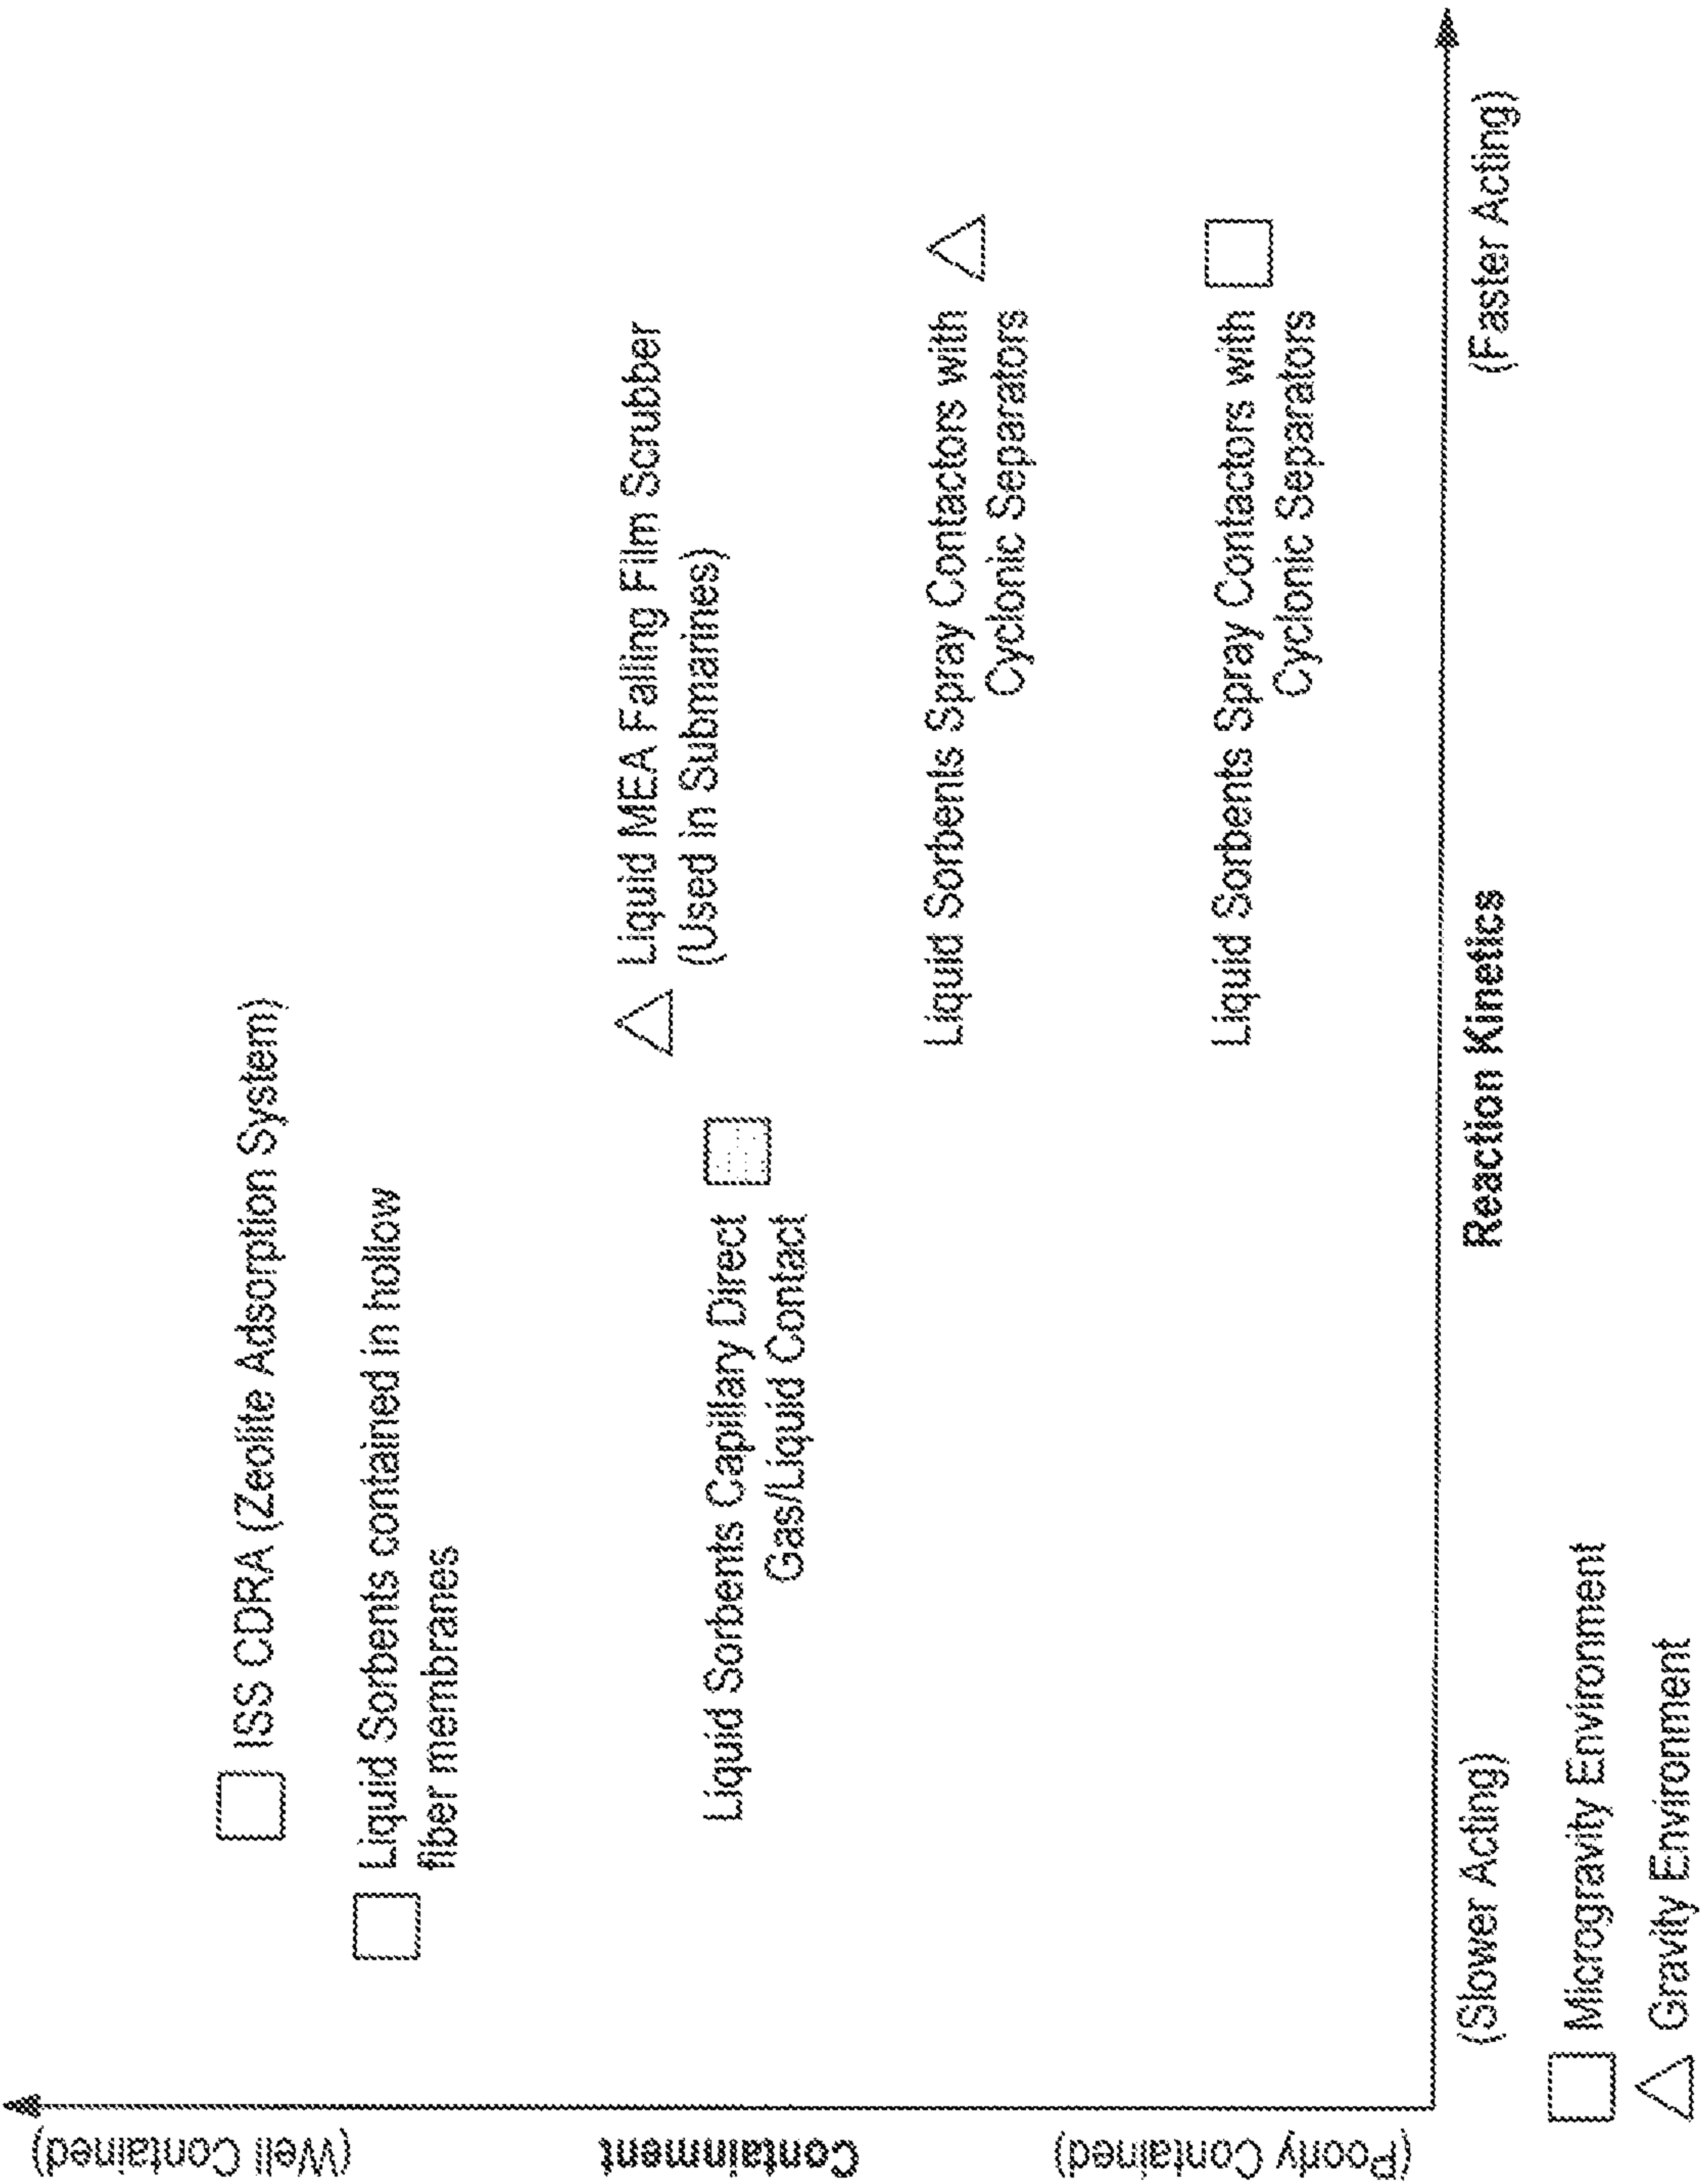 (Well Contained)
Containment
(Poorly Contained)
ISS CDRA (Zeolite Adsorption System)
Liquid Sorbents contained in hollow
fiber membranes
Liquid MEA Falling Film Scrubber
(Used in Submarines)
Liquid Sorbents Capillary Direct
Gas/Liquid Contact
Liquid Sorbents Spray Contactors with
Cyclonic Separators
Liquid Sorbents Spray Contactors with
Cyclonic Separators
(Slower Acting)
Reaction Kinetics
(Faster Acting)
Microgravity Environment
Gravity Environment